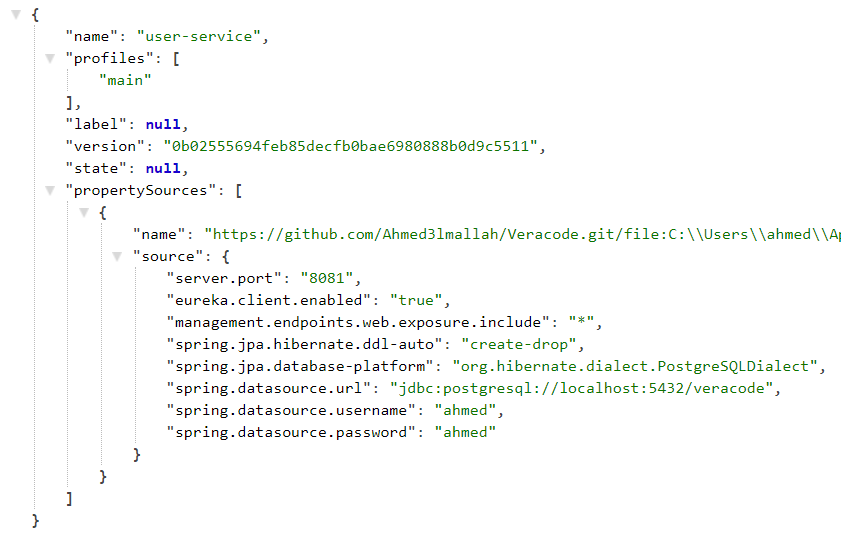 {
"name": "user-service",
"profiles": [
"main"
],
"label": null,
"version": "0b02555694feb85decfb0bae6980888b0d9c5511",
"state": null,
"propertySources": [
{
"name": "https://github.com/Ahmed3lmallah/Veracode.git/file:C:\\Users\\ahmed\\Ap
"source": {
"server.port": "8081",
"eureka.client.enabled": "true",
"management.endpoints.web.exposure.include": "*",
"spring.jpa.hibernate.ddl-auto": "create-drop",
"spring.jpa.database-platform": "org.hibernate.dialect.PostgreSQLDialect",
"spring.datasource.url": "jdbc:postgresql://localhost:5432/veracode",
"spring.datasource.username": "ahmed",
"spring.datasource.password": "ahmed"
}
}
]
}